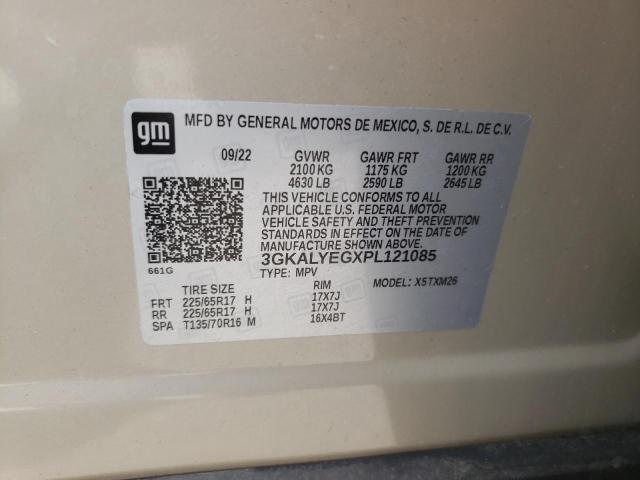 gm MFD BY GENERAL MOTORS DE MEXICO, S. DE R.L. DE C.V.
09/22 GVWR GAWR FRT GAWR RR
2100 KG 1175 KG 1200 KG
4630 LB 2590 LB 2645 LB
THIS VEHICLE CONFORMS TO ALL
APPLICABLE U.S. FEDERAL MOTOR
VEHICLE SAFETY AND THEFT PREVENTION
STANDARDS IN EFFECT ON THE DATE OF
MANUFACTURE SHOWN ABOVE.
3GKALYEGXPL121085
661G TYPE: MPV MODEL: X5TXM26
TIRE SIZE RIM
FRT 225/65R17 H 17X7J
RR 225/65R17 H 17X7J
SPA T135/70R16 M 16X4BT